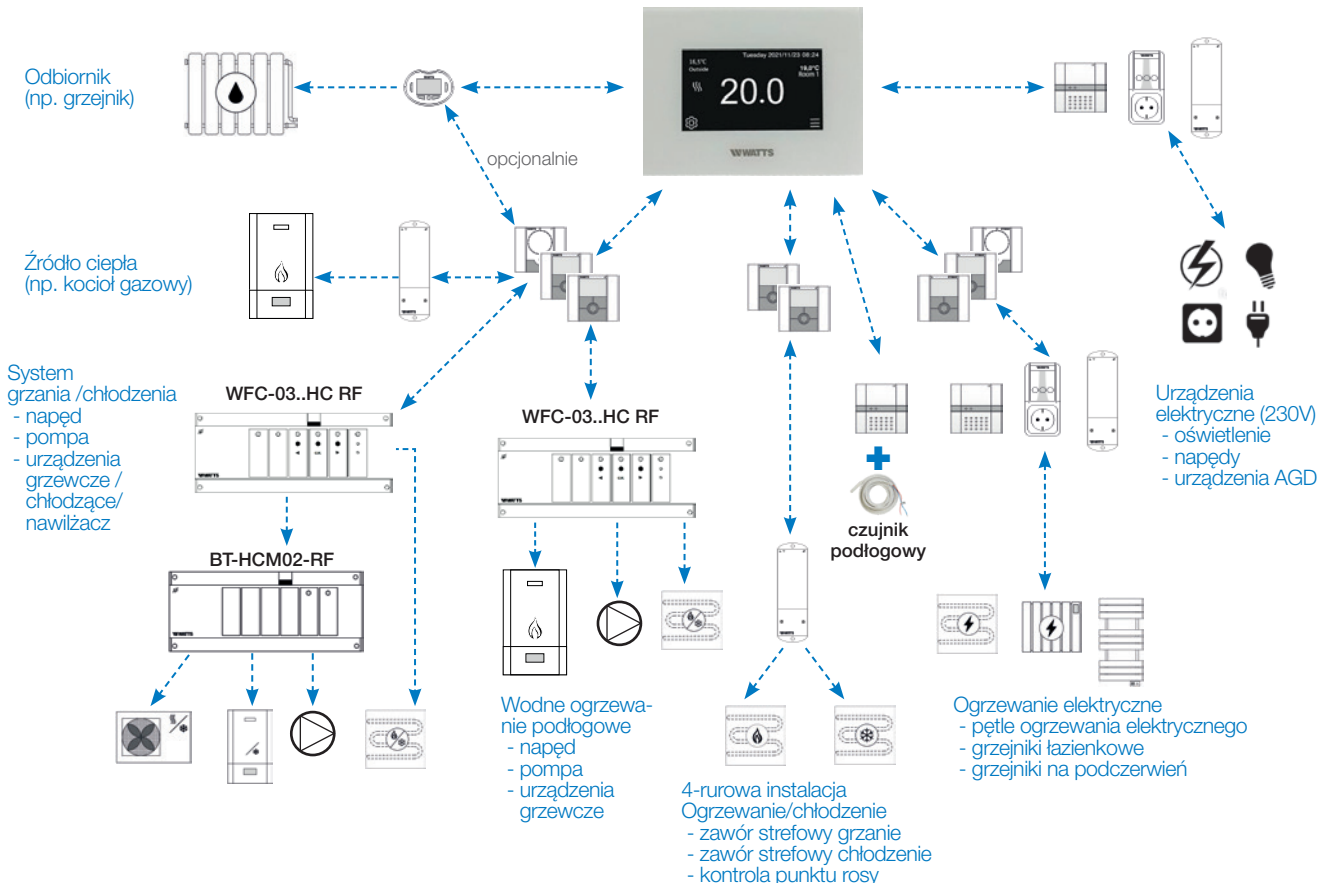 Tuesday 2021/11/23 08:24
16,5°C
Outside
19,0°C
Room 1
20.0
WATTS
Odbiornik
(np. grzejnik)
opcjonalnie
Źródło ciepła
(np. kocioł gazowy)
WATTS
System
grzania /chłodzenia
- napęd
- pompa
- urządzenia
grzewcze /
chłodzące/
nawilżacz
WFC-03..HC RF
WATTS
WFC-03..HC RF
WATTS
BT-HCM02-RF
WATTS
czujnik
podłogowy
Urządzenia
elektryczne (230V)
- oświetlenie
- napędy
- urządzenia AGD
Wodne ogrzewa-
nie podłogowe
- napęd
- pompa
- urządzenia
grzewcze
4-rurowa instalacja
Ogrzewanie/chłodzenie
- zawór strefowy grzanie
- zawór strefowy chłodzenie
- kontrola punktu rosy
Ogrzewanie elektryczne
- pętle ogrzewania elektrycznego
- grzejniki łazienkowe
- grzejniki na podczerwień